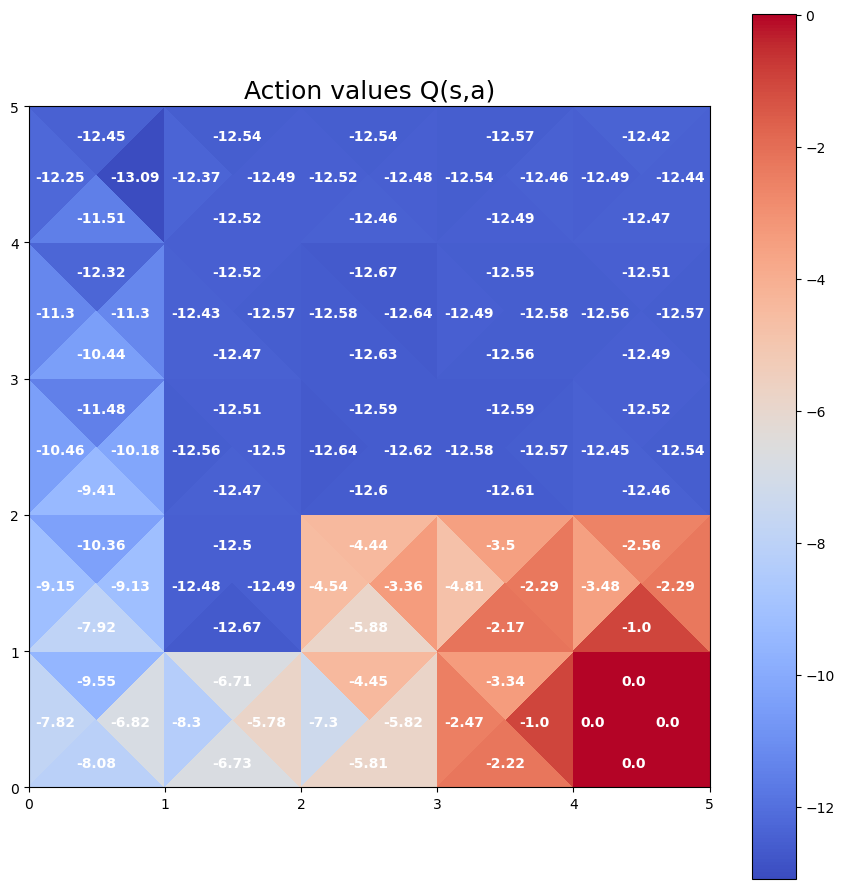 Action values Q(s,a)
0
5
-12.45 -12.54 -12.54 -12.57 -12.42
-12.25 -13.09 -12.37 -12.49 -12.52 -12.48 -12.54 -12.46 -12.49 -12.44
-2
-11.51 -12.52 -12.46 -12.49 -12.47
4
-12.32 -12.52 -12.67 -12.55 -12.51
-4
-11.3 -11.3 -12.43 -12.57 -12.58 -12.64 -12.49 -12.58 -12.56 -12.57
-10.44 -12.47 -12.63 -12.56 -12.49
3
-11.48 -12.51 -12.59 -12.59 -12.52
-6
-10.46 -10.18 -12.56 -12.5 -12.64 -12.62 -12.58 -12.57 -12.45 -12.54
-9.41 -12.47 -12.6 -12.61 -12.46
2
-10.36 -12.5 -4.44 -3.5 -2.56
-8
-9.15 -9.13 -12.48 -12.49 -4.54 -3.36 -4.81 -2.29 -3.48 -2.29
-7.92 -12.67 -5.88 -2.17 -1.0
1
-9.55 -6.71 -4.45 -3.34 0.0
-10
-7.82 -6.82 -8.3 -5.78 -7.3 -5.82 -2.47 -1.0 0.0 0.0
-8.08 -6.73 -5.81 -2.22 0.0
0
0 1 2 3 4 5
-12